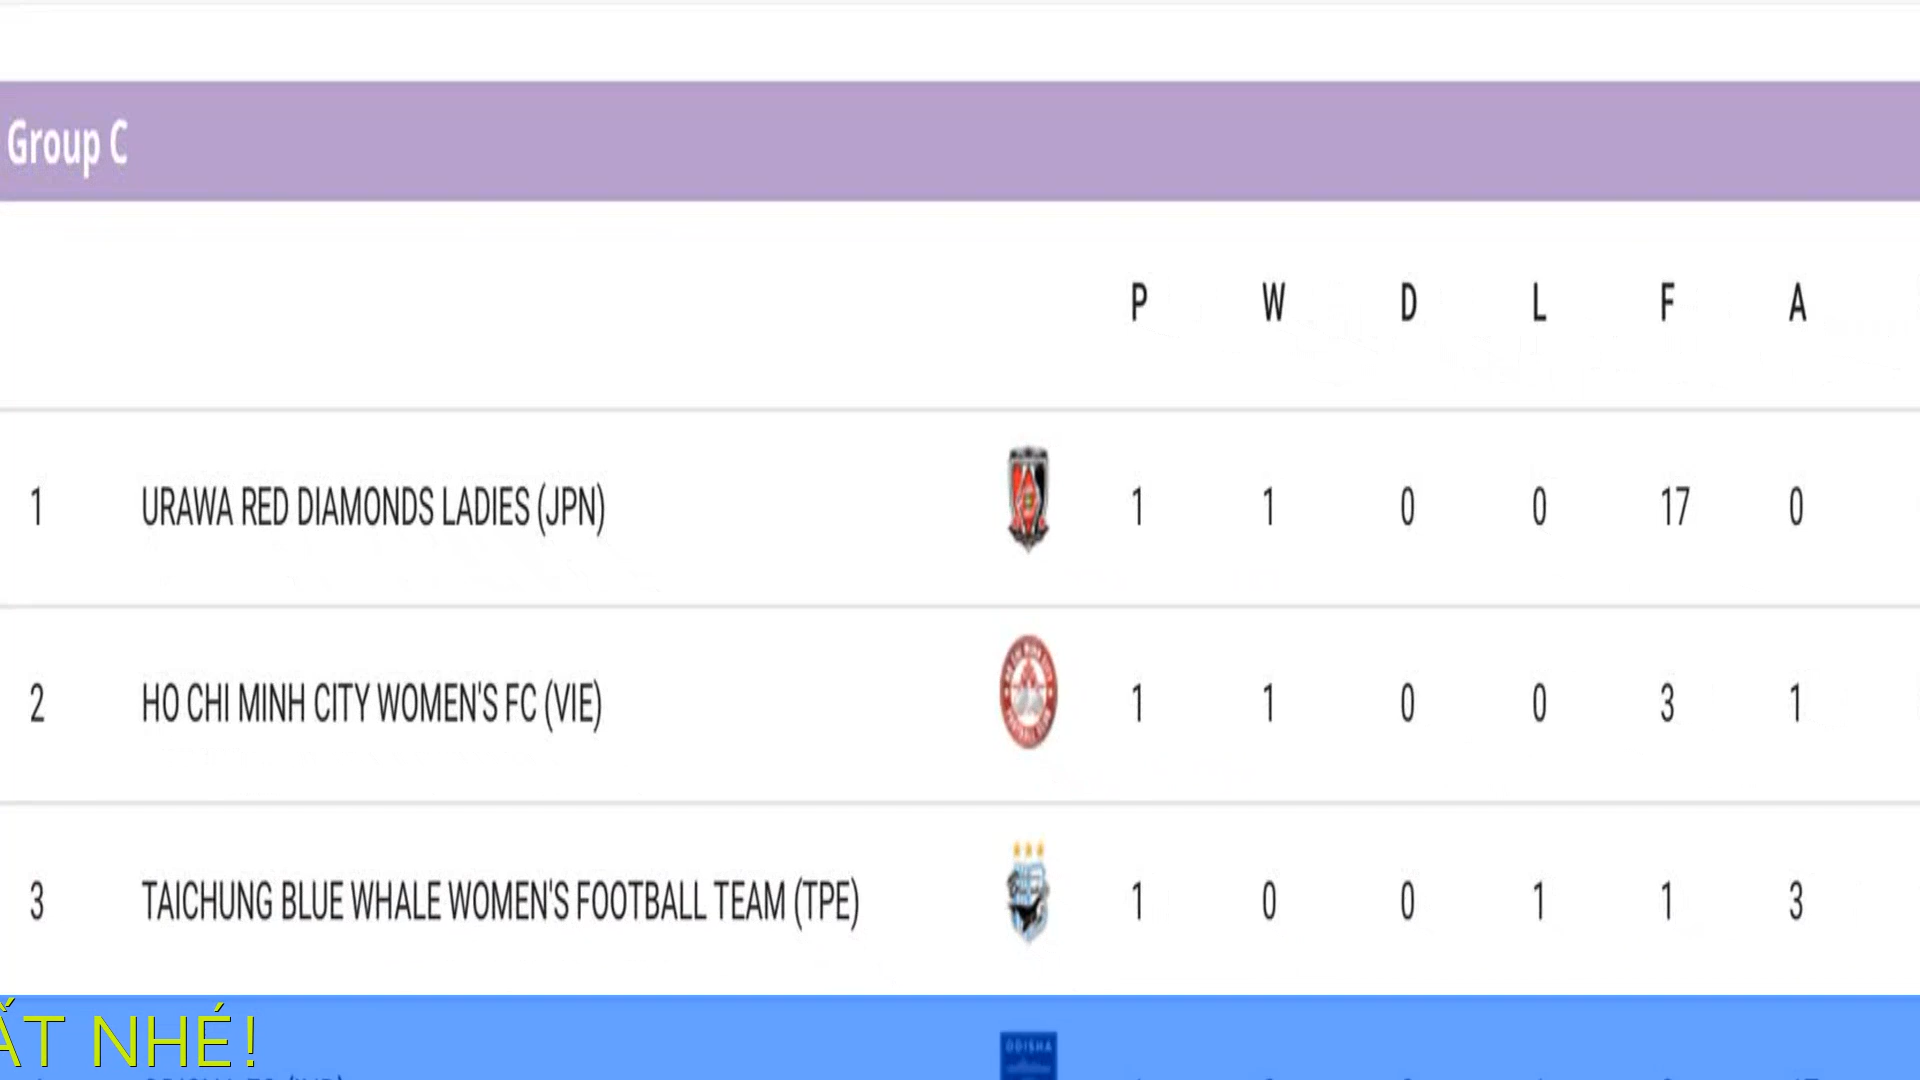 Group C
P W D L F A
1 URAWA RED DIAMONDS LADIES (JPN) 1 1 0 0 17 0
2 HO CHI MINH CITY WOMEN'S FC (VIE) 1 1 0 0 3 1
3 TAICHUNG BLUE WHALE WOMEN'S FOOTBALL TEAM (TPE) 1 0 0 1 1 3
ẤT NHÉ!
ODISHA